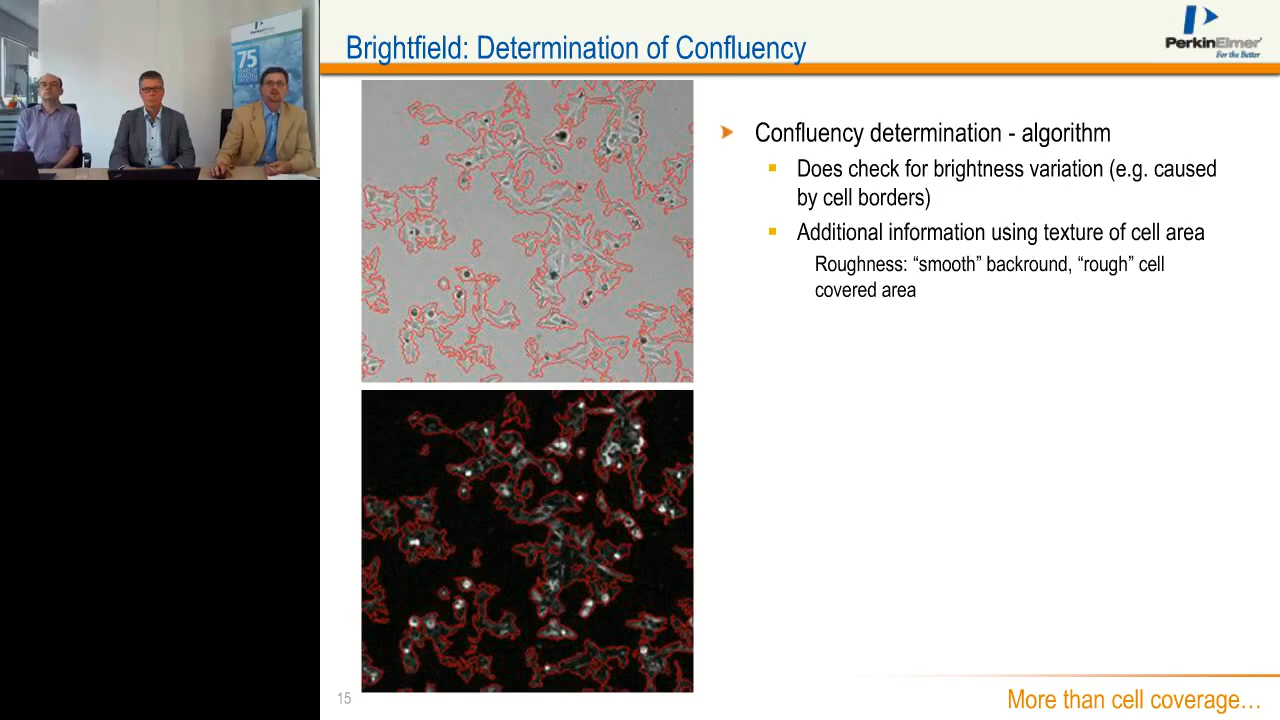 PerkinElmer
75
Brightfield: Determination of Confluency
PerkinElmer
For the Better
Confluency determination - algorithm
Does check for brightness variation (e.g. caused
by cell borders)
Additional information using texture of cell area
Roughness: “smooth” backround, “rough” cell
covered area
15
More than cell coverage…